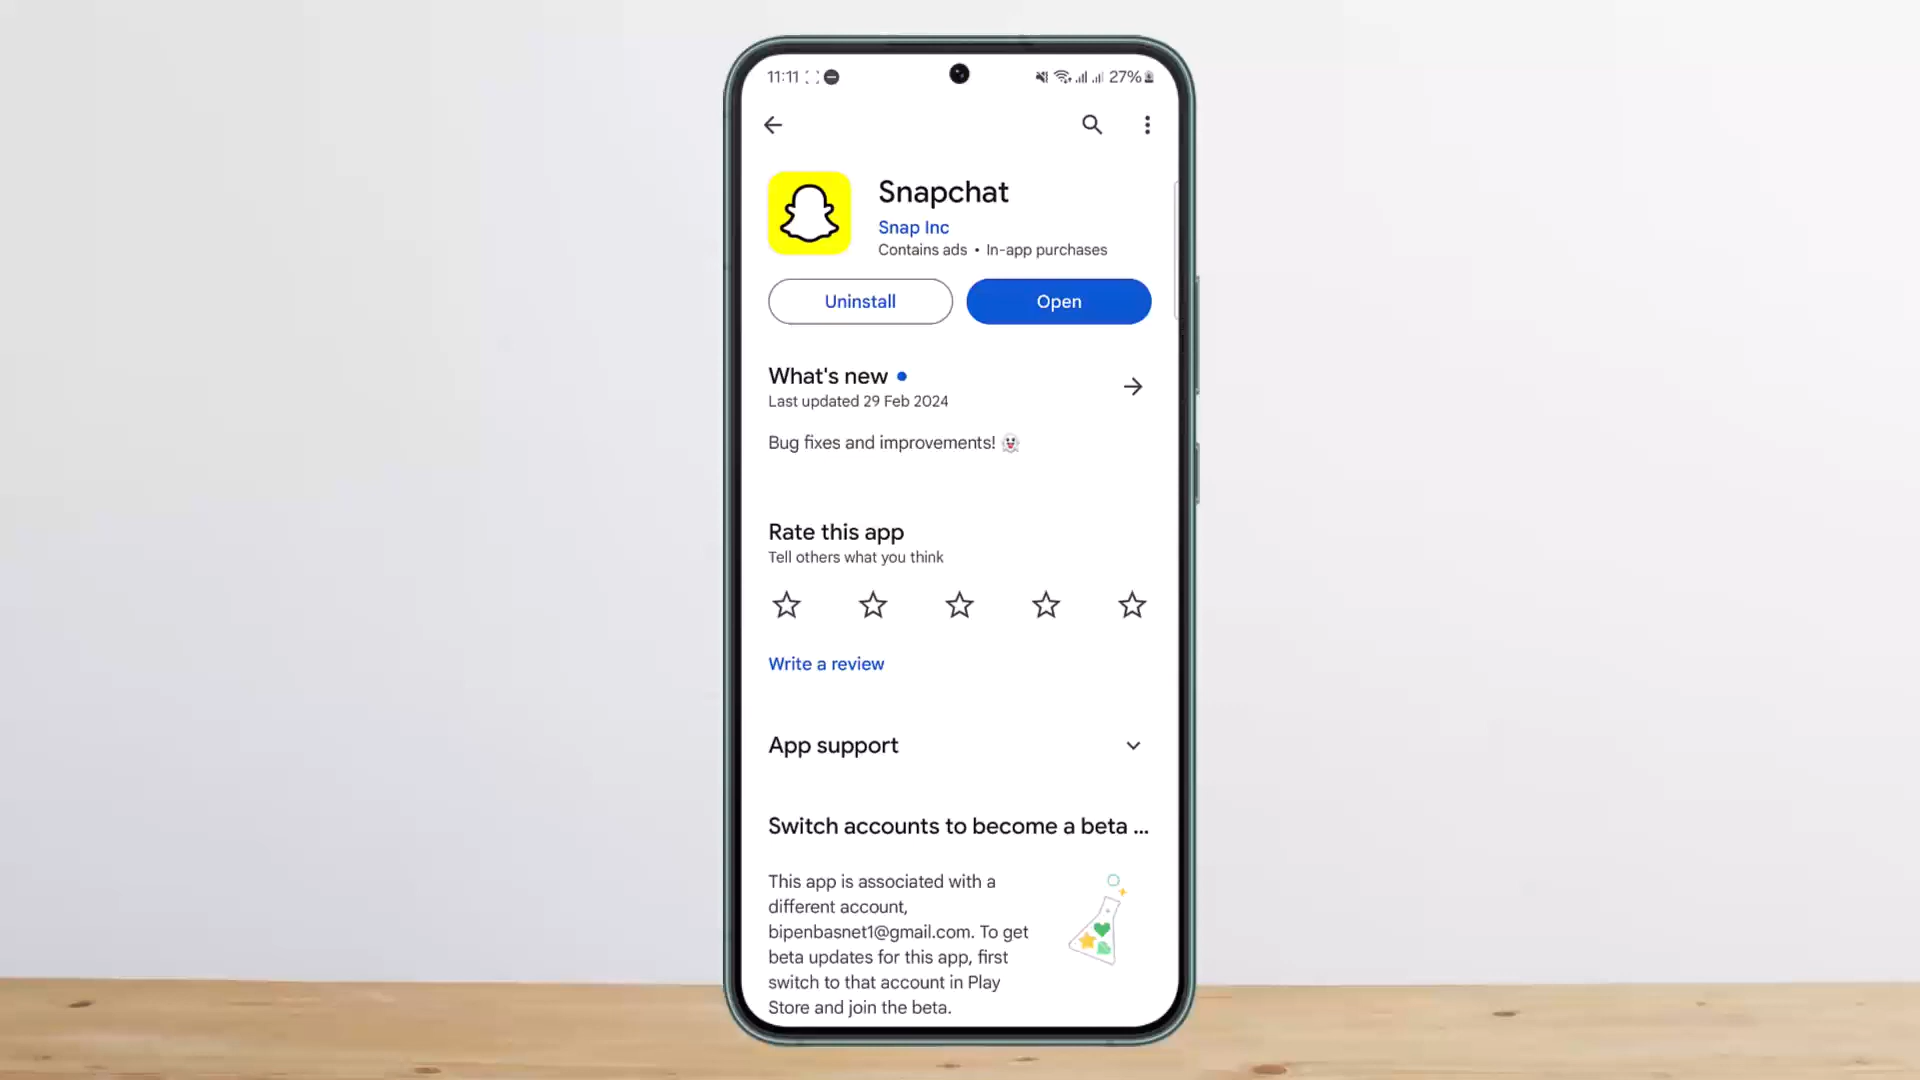 11:11 27%
Snapchat
Snap Inc
Contains ads • In-app purchases
Uninstall Open
What's new
Last updated 29 Feb 2024
Bug fixes and improvements! 👻
Rate this app
Tell others what you think
Write a review
App support
Switch accounts to become a beta ...
This app is associated with a
different account,
bipenbasnet1@gmail.com. To get
beta updates for this app, first
switch to that account in Play
Store and join the beta.